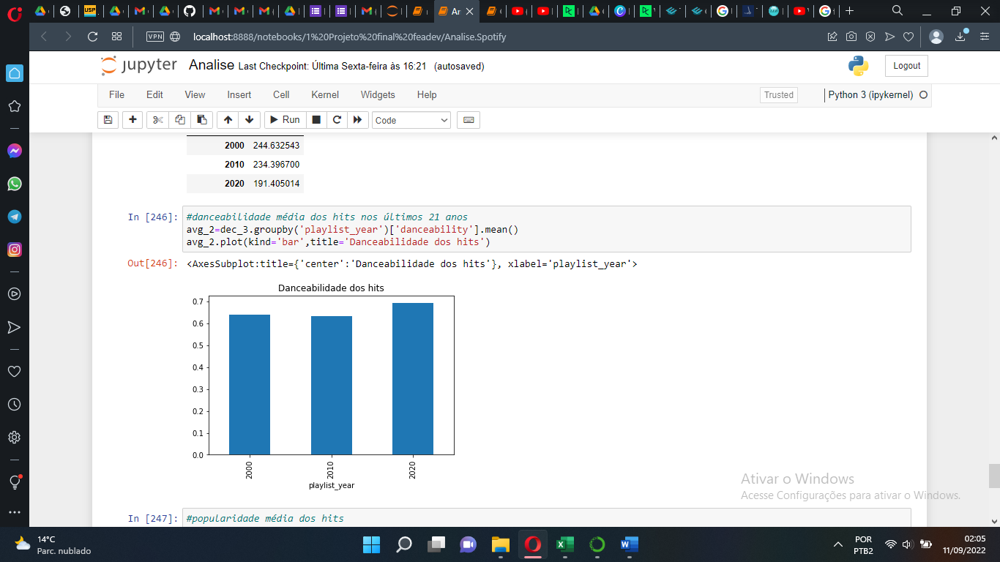 USP
Ar
VPN
localhost:8888/notebooks/1%20Projeto%20final%20feadev/Analise.Spotify
jupyter Analise Last Checkpoint: Última Sexta-feira às 16:21 (autosaved)
Logout
File Edit View Insert Cell Kernel Widgets Help
Trusted Python 3 (ipykernel)
Run Code
2000 244.632543
2010 234.396700
2020 191.405014
In [246]: #danceabilidade média dos hits nos últimos 21 anos
avg_2=dec_3.groupby('playlist_year')['danceability'].mean()
avg_2.plot(kind='bar',title='Danceabilidade dos hits')
Out[246]: <AxesSubplot:title={'center':'Danceabilidade dos hits'}, xlabel='playlist_year'>
Danceabilidade dos hits
0.7
0.6
0.5
0.4
0.3
0.2
0.1
0.0
2000 2010 2020
playlist_year
Ativar o Windows
Acesse Configurações para ativar o Windows.
In [247]: #popularidade média dos hits
14°C
Parc. nublado
POR
PTB2
02:05
11/09/2022